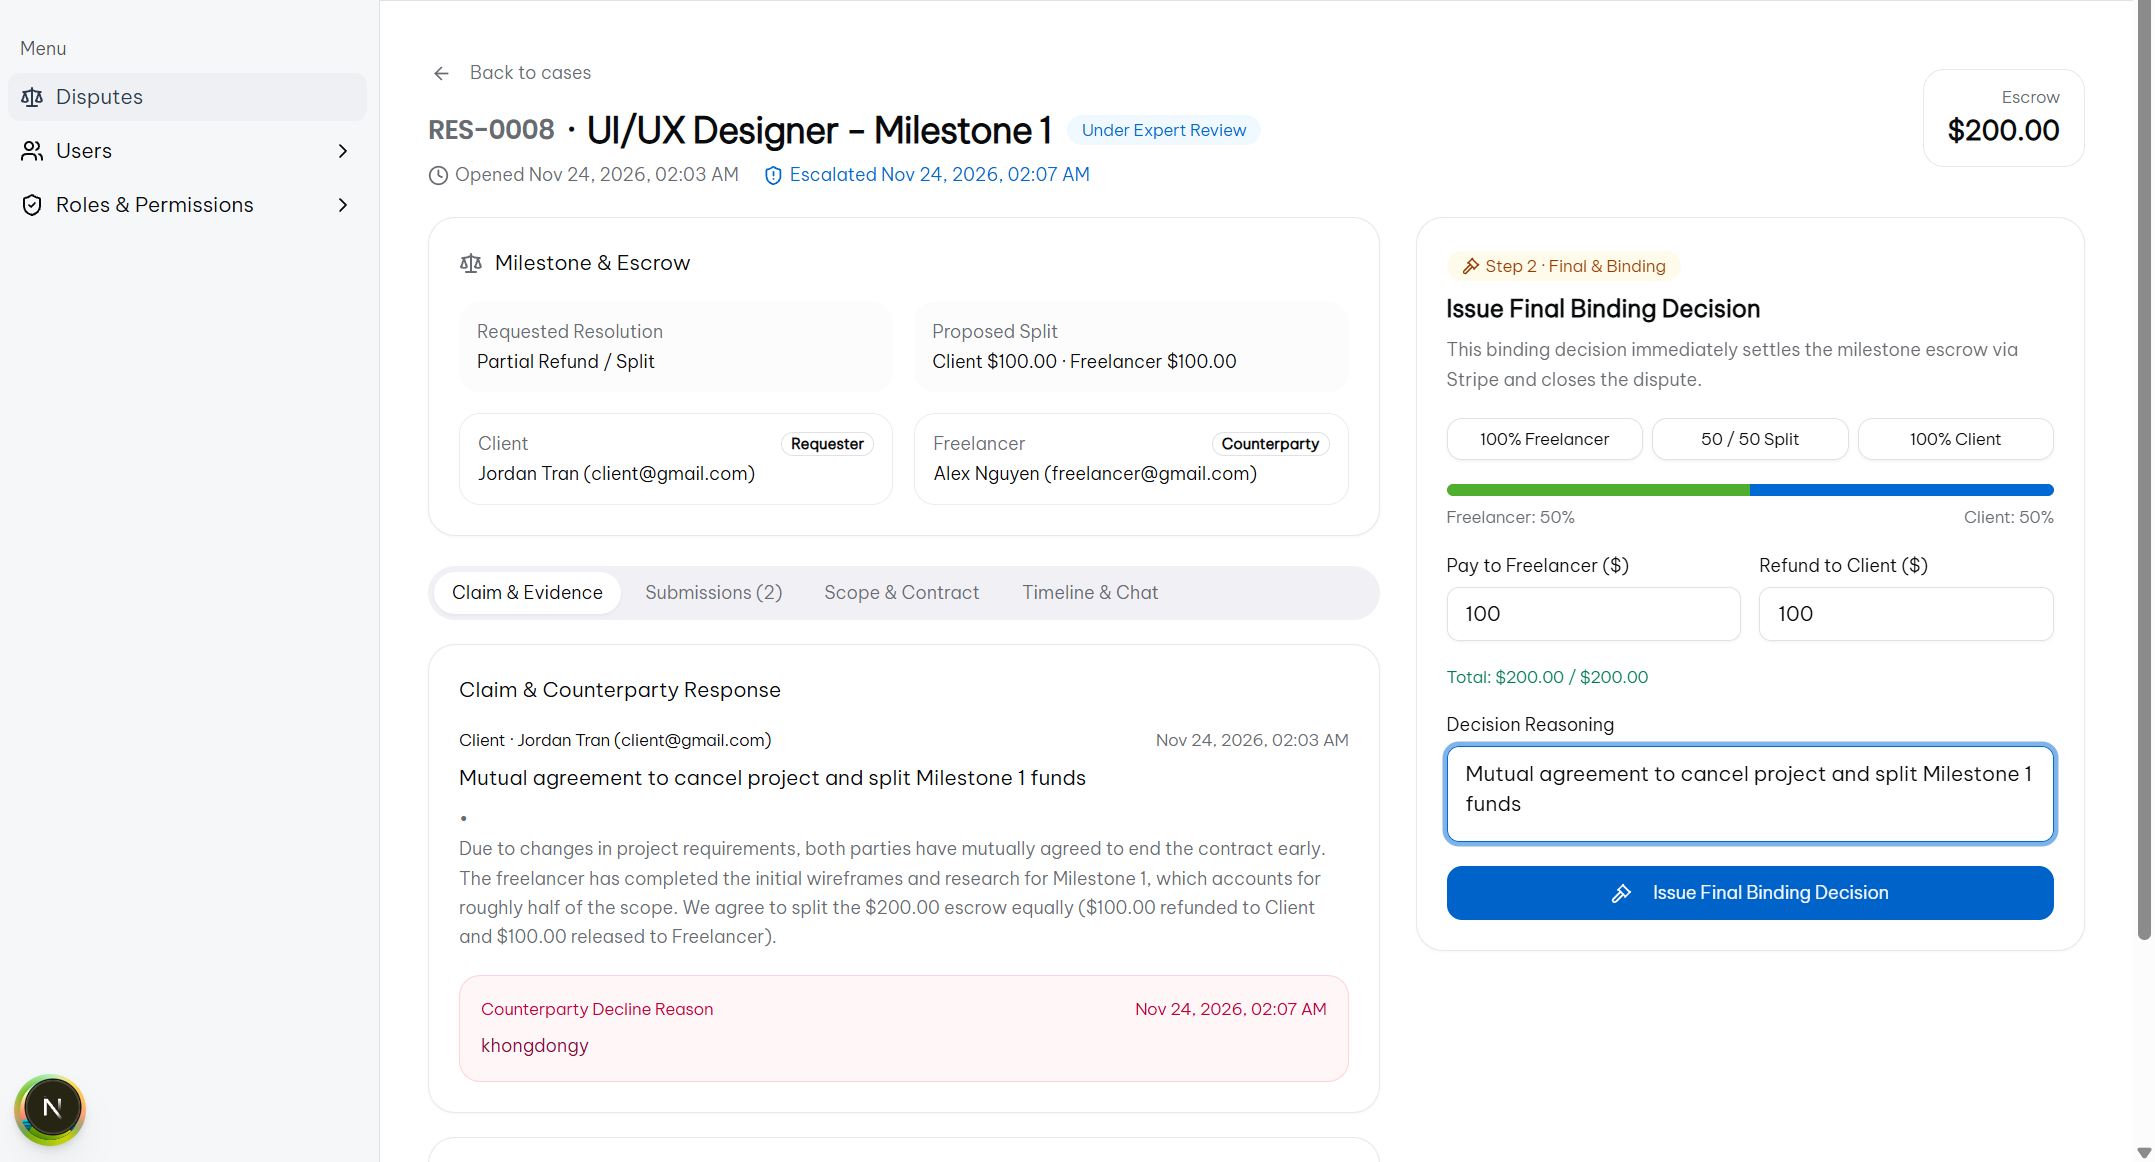 Menu
Disputes
Users
Roles & Permissions
Back to cases
RES-0008 · UI/UX Designer - Milestone 1
Under Expert Review
Opened Nov 24, 2026, 02:03 AM
Escalated Nov 24, 2026, 02:07 AM
Escrow
$200.00
Milestone & Escrow
Requested Resolution
Partial Refund / Split
Proposed Split
Client $100.00 · Freelancer $100.00
Client
Requester
Jordan Tran (client@gmail.com)
Freelancer
Counterparty
Alex Nguyen (freelancer@gmail.com)
Claim & Evidence
Submissions (2)
Scope & Contract
Timeline & Chat
Claim & Counterparty Response
Client · Jordan Tran (client@gmail.com)
Nov 24, 2026, 02:03 AM
Mutual agreement to cancel project and split Milestone 1 funds
•
Due to changes in project requirements, both parties have mutually agreed to end the contract early.
The freelancer has completed the initial wireframes and research for Milestone 1, which accounts for
roughly half of the scope. We agree to split the $200.00 escrow equally ($100.00 refunded to Client
and $100.00 released to Freelancer).
Counterparty Decline Reason
Nov 24, 2026, 02:07 AM
khongdongy
Step 2 · Final & Binding
Issue Final Binding Decision
This binding decision immediately settles the milestone escrow via
Stripe and closes the dispute.
100% Freelancer
50 / 50 Split
100% Client
Freelancer: 50%
Client: 50%
Pay to Freelancer ($)
Refund to Client ($)
100
100
Total: $200.00 / $200.00
Decision Reasoning
Mutual agreement to cancel project and split Milestone 1
funds
Issue Final Binding Decision
N